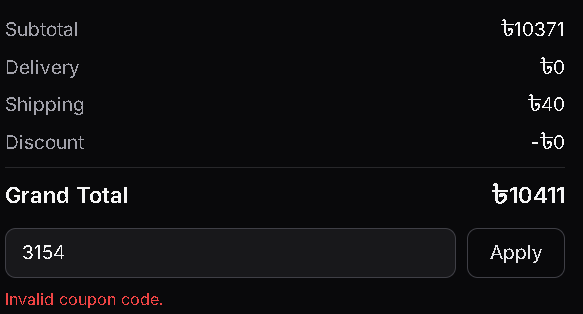 Subtotal ৳10371
Delivery ৳0
Shipping ৳40
Discount -৳0
Grand Total ৳10411
3154 Apply
Invalid coupon code.